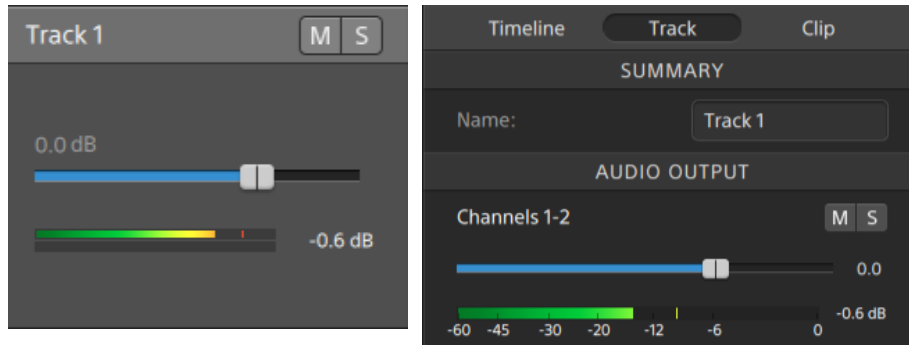 Track 1 M S
0.0 dB
-0.6 dB
Timeline Track Clip
SUMMARY
Name: Track 1
AUDIO OUTPUT
Channels 1-2 M S
0.0
-0.6 dB
-60 -45 -30 -20 -12 -6 0